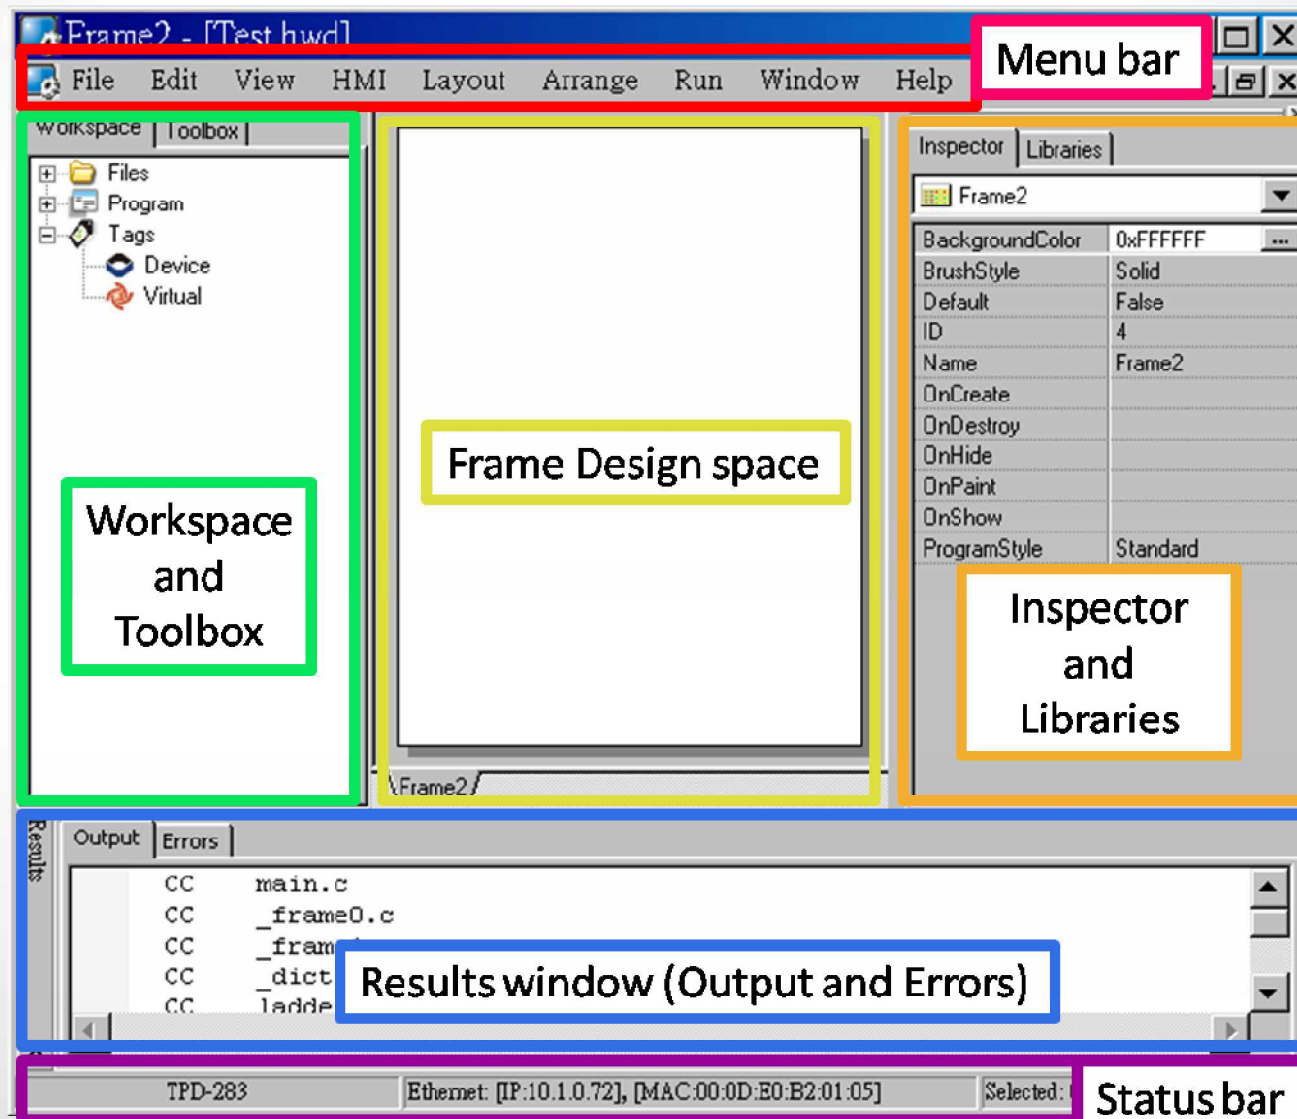 Frame2 - [Test.hwd]
Menu bar
File Edit View HMI Layout Arrange Run Window Help
Workspace Toolbox
Files
Program
Tags
Device
Virtual
Workspace
and
Toolbox
Frame Design space
Frame2
Inspector Libraries
Frame2
BackgroundColor 0xFFFFFF ...
BrushStyle Solid
Default False
ID 4
Name Frame2
OnCreate
OnDestroy
OnHide
OnPaint
OnShow
ProgramStyle Standard
Inspector
and
Libraries
Results
Output Errors
CC main.c
CC _frame0.c
CC
CC
CC
Results window (Output and Errors)
TPD-283 Ethernet: [IP:10.1.0.72], [MAC:00:0D:E0:B2:01:05] Selected:
Status bar